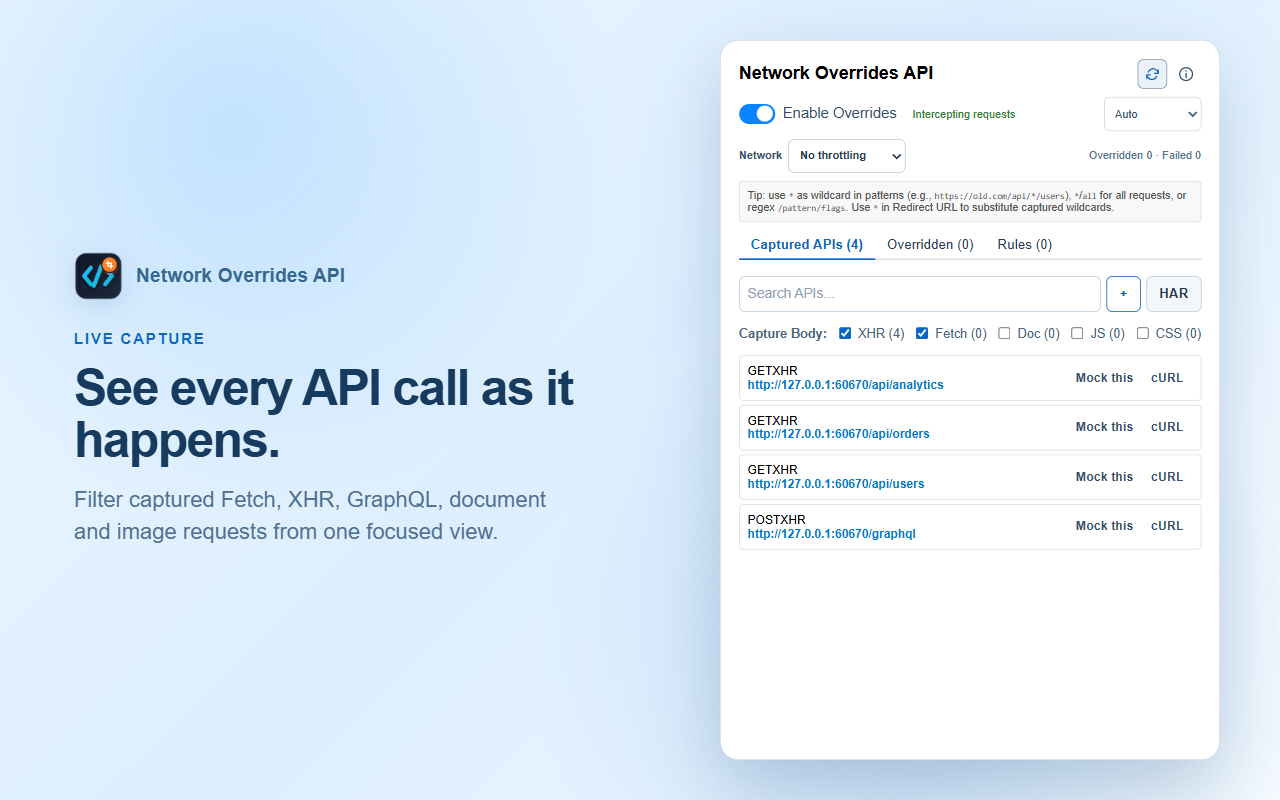 Network Overrides API
LIVE CAPTURE
See every API call as it
happens.
Filter captured Fetch, XHR, GraphQL, document
and image requests from one focused view.
Network Overrides API
Enable Overrides Intercepting requests Auto
Network No throttling Overridden 0 · Failed 0
Tip: use * as wildcard in patterns (e.g., https://old.com/api/*/users), */all for all requests, or
regex /pattern/flags. Use * in Redirect URL to substitute captured wildcards.
Captured APIs (4) Overridden (0) Rules (0)
Search APIs... + HAR
Capture Body: XHR (4) Fetch (0) Doc (0) JS (0) CSS (0)
GETXHR
http://127.0.0.1:60670/api/analytics Mock this cURL
GETXHR
http://127.0.0.1:60670/api/orders Mock this cURL
GETXHR
http://127.0.0.1:60670/api/users Mock this cURL
POSTXHR
http://127.0.0.1:60670/graphql Mock this cURL